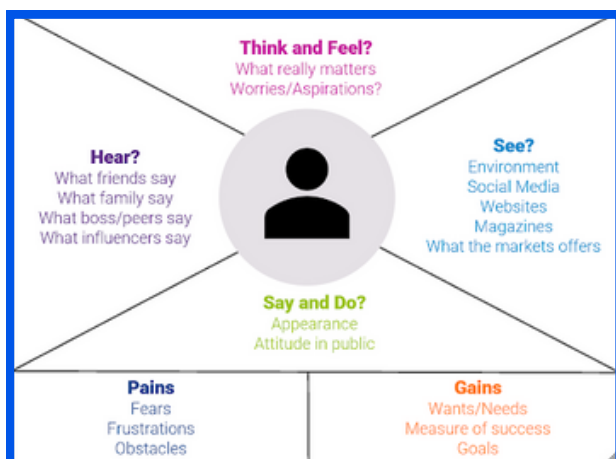 Think and Feel?
What really matters
Worries/Aspirations?
Hear?
What friends say
What family say
What boss/peers say
What influencers say
See?
Environment
Social Media
Websites
Magazines
What the markets offers
Say and Do?
Appearance
Attitude in public
Pains
Fears
Frustrations
Obstacles
Gains
Wants/Needs
Measure of success
Goals